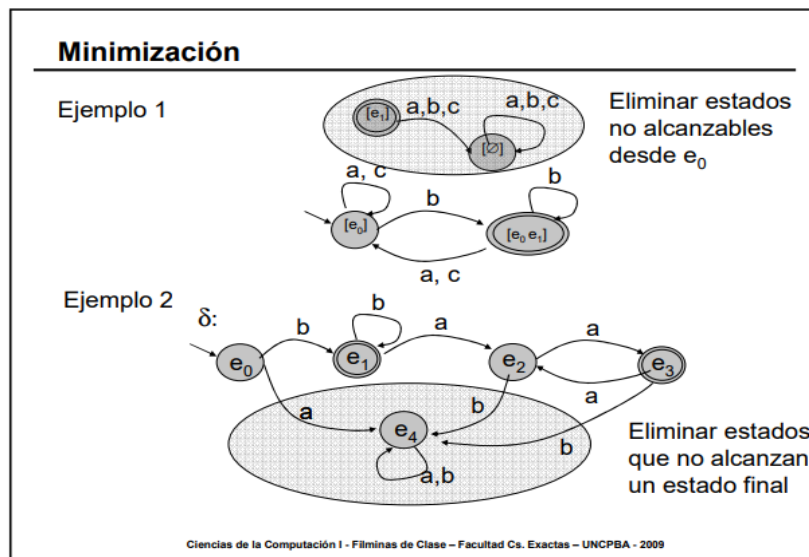 Minimización
Ejemplo 1
[e₁]
a,b,c
a,b,c
[∅]
Eliminar estados
no alcanzables
desde e₀
a, c
[e₀]
b
b
[e₀ e₁]
a, c
Ejemplo 2
δ:
e₀
b
b
e₁
a
e₂
a
e₃
a
a
b
b
e₄
a,b
Eliminar estados
que no alcanzan
un estado final
Ciencias de la Computación I - Filminas de Clase – Facultad Cs. Exactas – UNCPBA - 2009